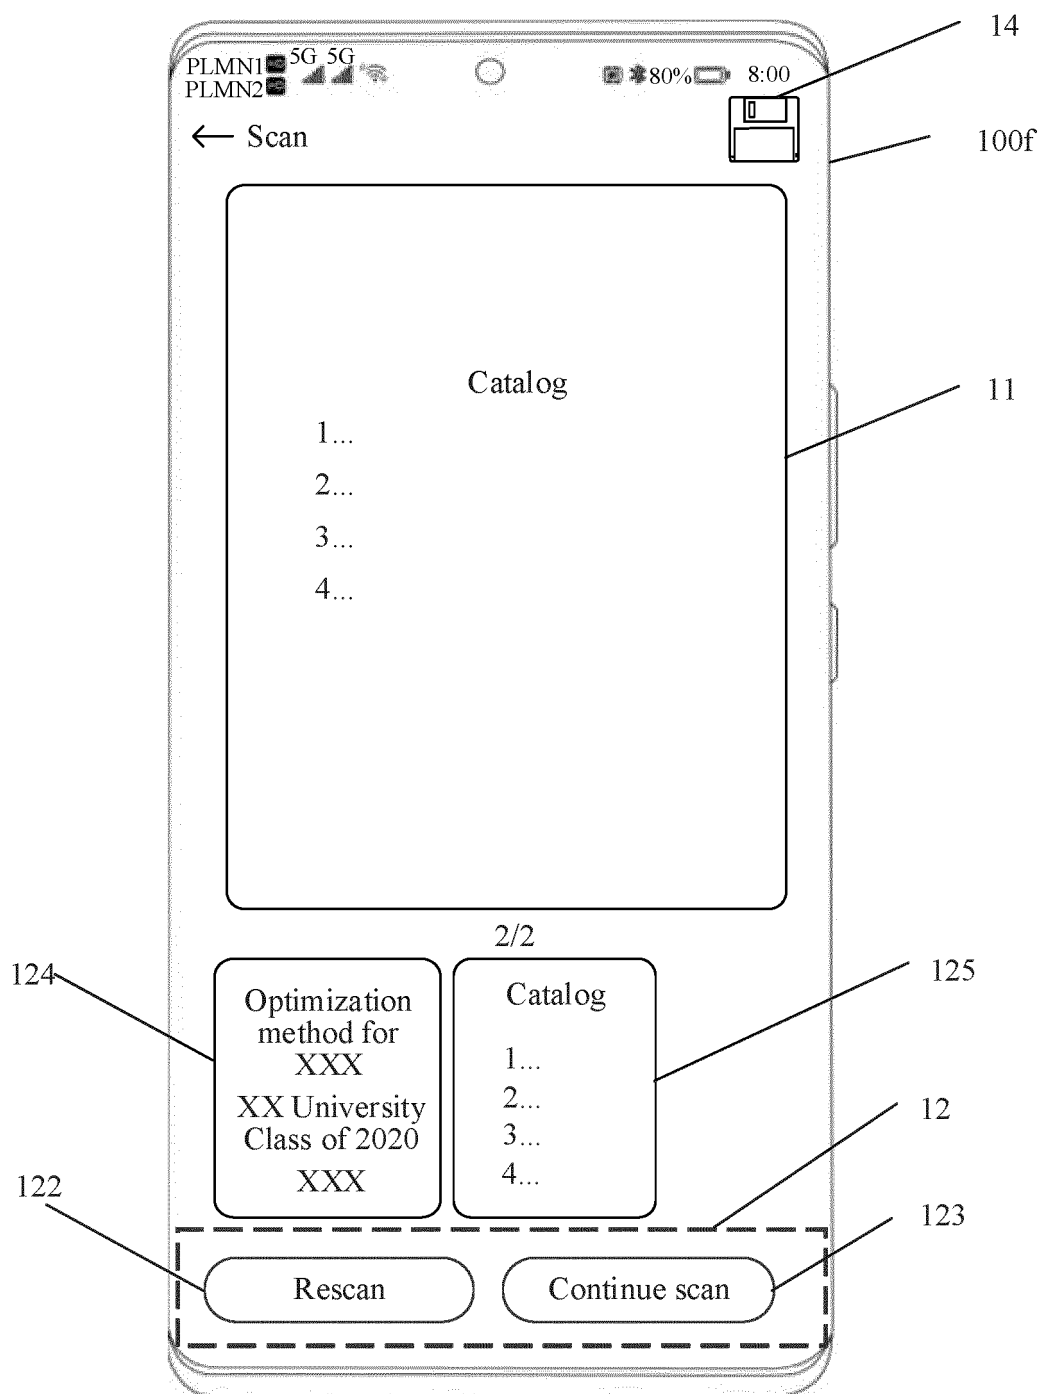 14
PLMN1 5G 5G 80% 8:00
PLMN2
← Scan
100f
11
Catalog
1...
2...
3...
4...
2/2
124
125
Optimization
method for
XXX
XX University
Class of 2020
XXX
Catalog
1...
2...
3...
4...
12
122
123
Rescan
Continue scan